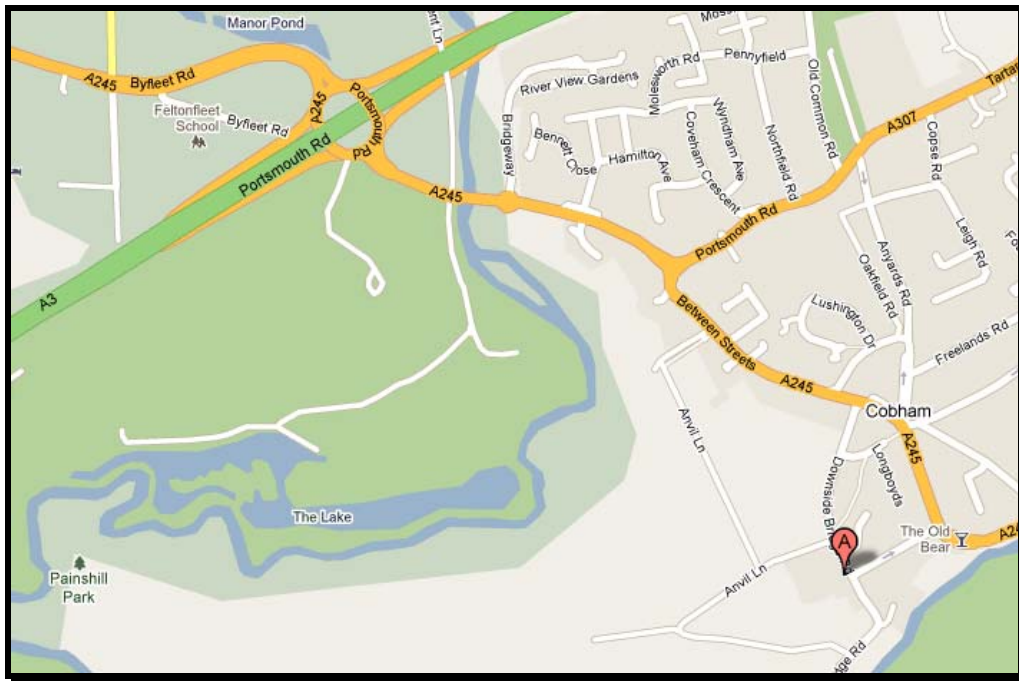 Manor Pond
A245
Byfleet Rd
Feltonfleet
School
Byfleet Rd
A245
Portsmouth Rd
Rd
Portsmouth Rd
A3
A245
River View Gardens
Bridgeway
Bennett Close
Hamilton Ave
Molesworth Rd
Pennyfield
Wyndham Ave
Coveham Crescent
Northfield Rd
Old Common Rd
A307
Copse Rd
Leigh Rd
Portsmouth Rd
Anyards Rd
Oakfield Rd
Lushington Dr
Freelands Rd
Between Streets
A245
Cobham
A245
Anvil Ln
Longboyds
The Old
Bear
A
Anvil Ln
The Lake
Painshill
Park